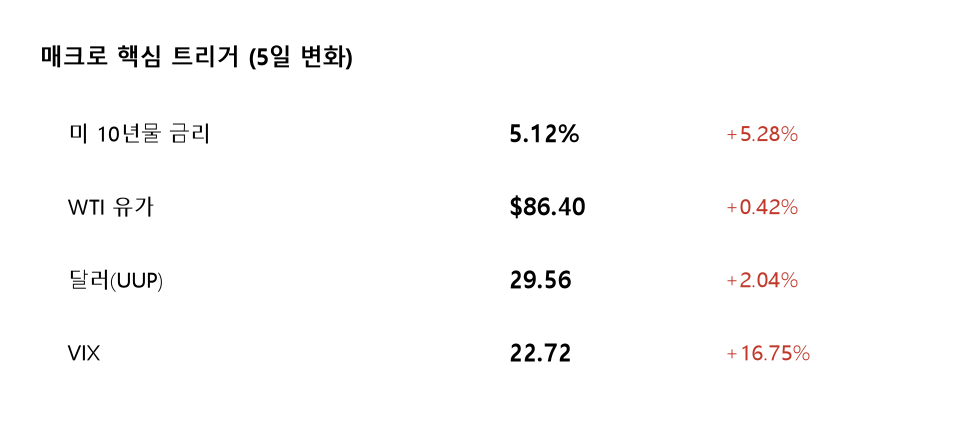 매크로 핵심 트리거 (5일 변화)
미 10년물 금리 5.12% +5.28%
WTI 유가 $86.40 +0.42%
달러(UUP) 29.56 +2.04%
VIX 22.72 +16.75%